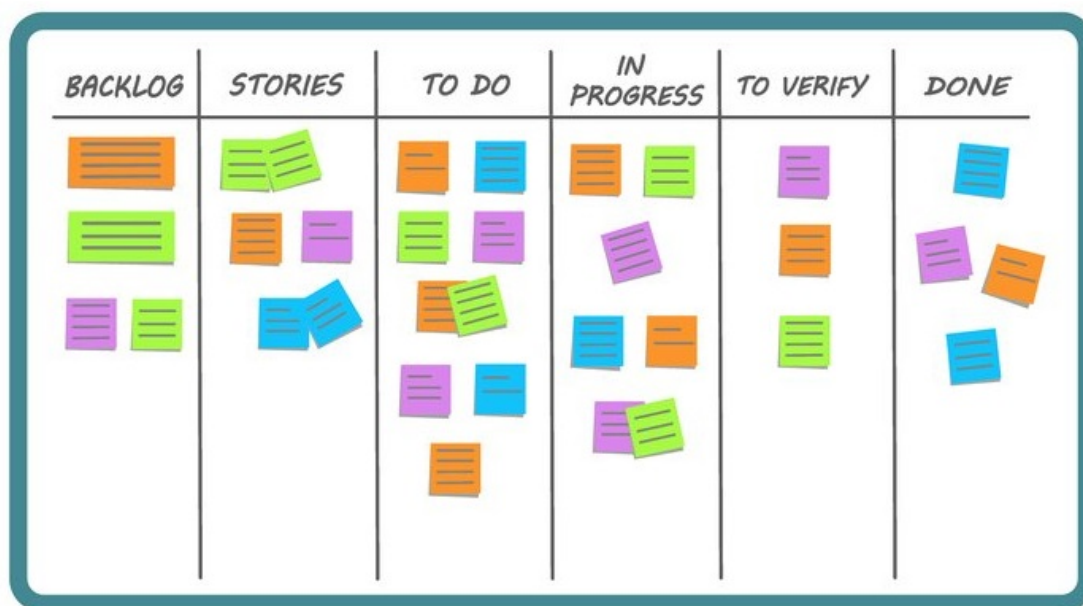 BACKLOG
STORIES
TO DO
IN
PROGRESS
TO VERIFY
DONE